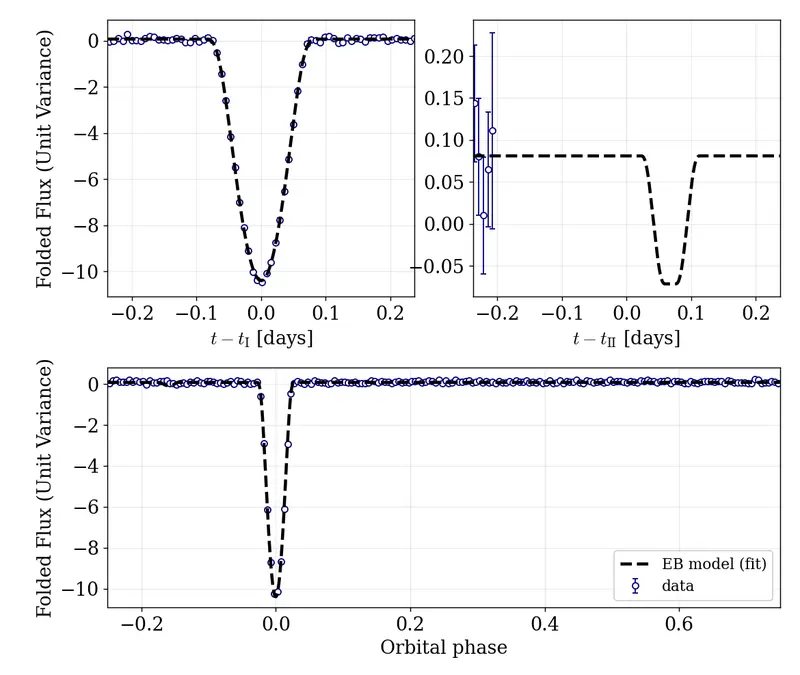 Folded Flux (Unit Variance)
0
−2
−4
−6
−8
−10
−0.2 −0.1 0.0 0.1 0.2
t − tI [days]
0.20
0.15
0.10
0.05
0.00
−0.05
−0.2 −0.1 0.0 0.1 0.2
t − tII [days]
Folded Flux (Unit Variance)
0
−2
−4
−6
−8
−10
EB model (fit)
data
−0.2 0.0 0.2 0.4 0.6
Orbital phase